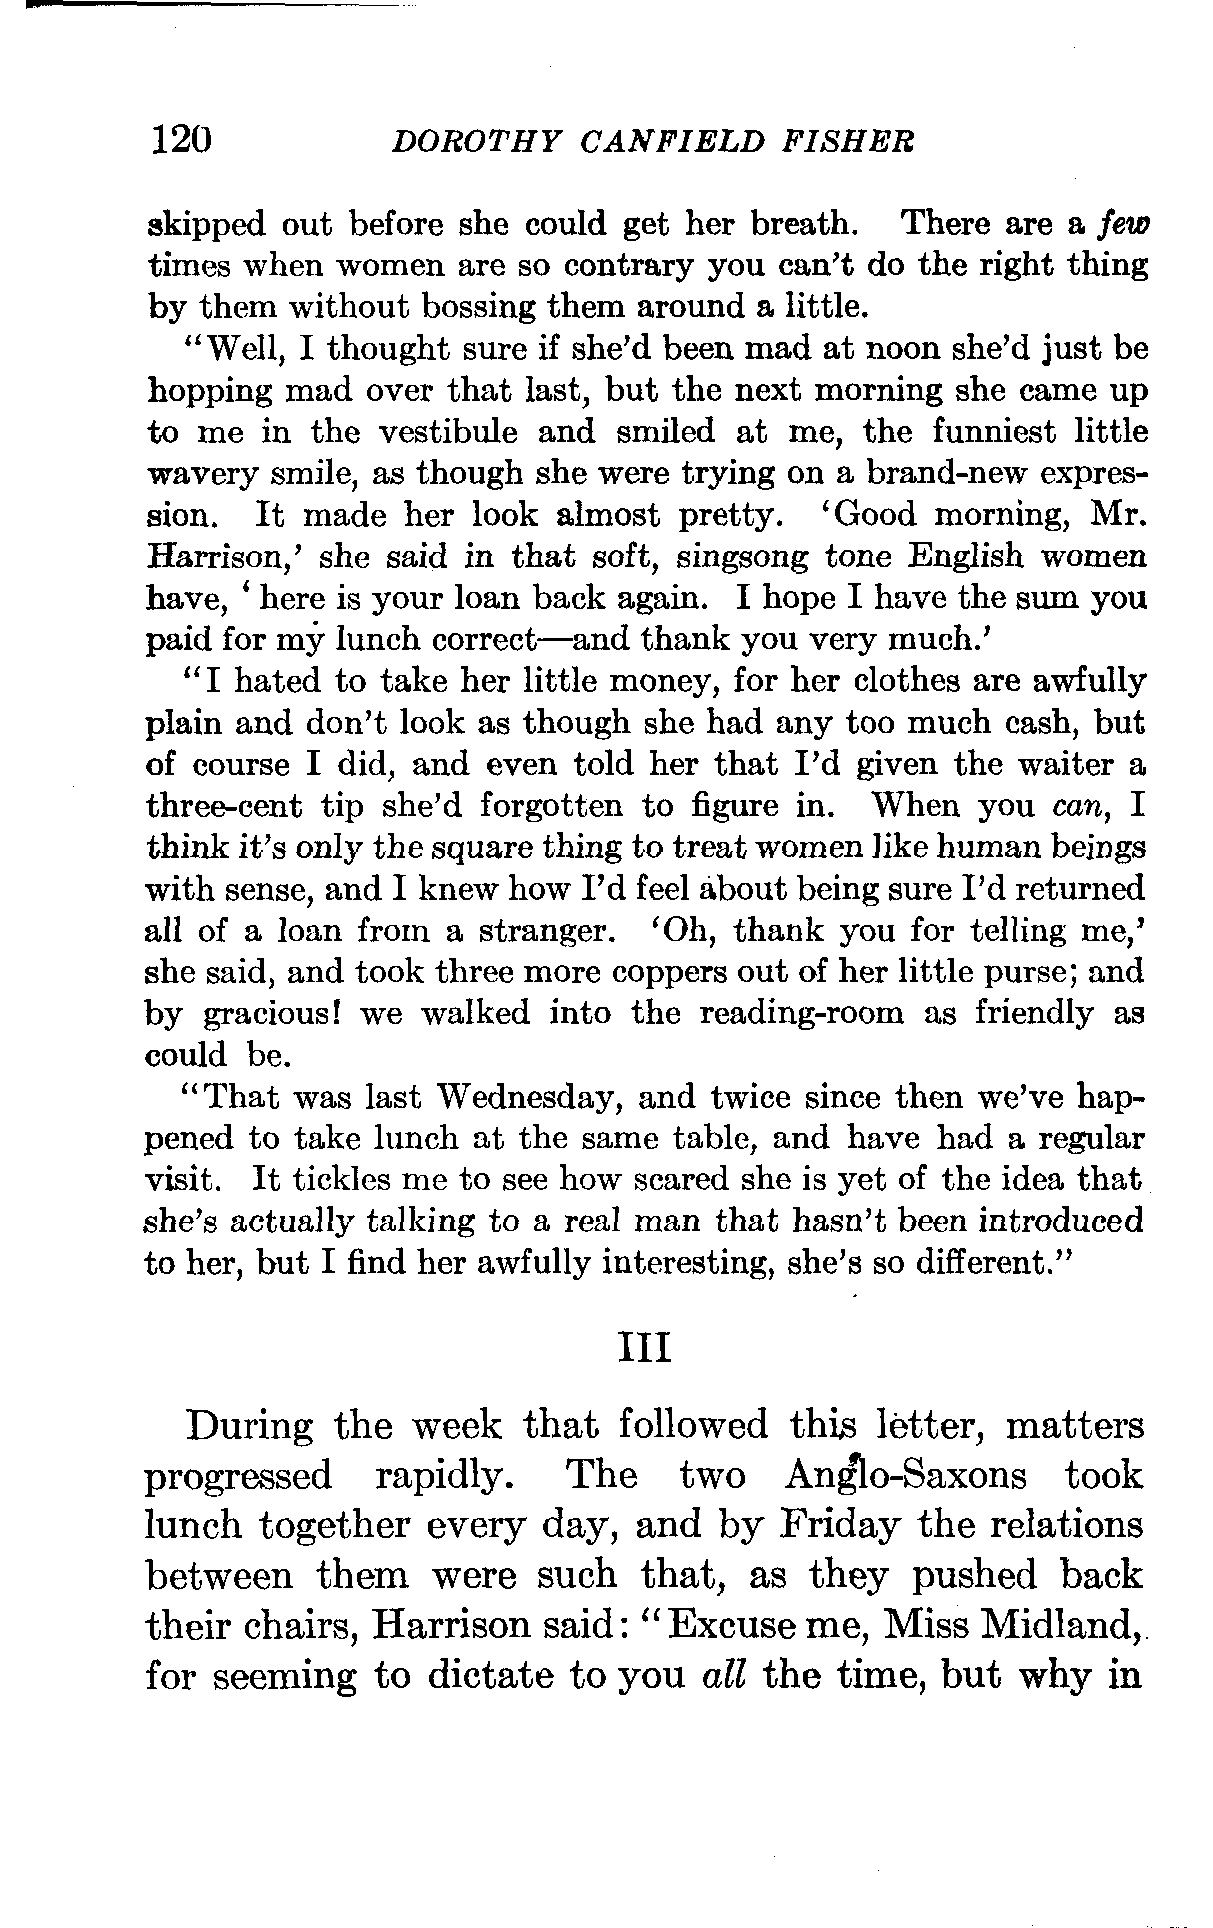 120 DOROTHY CANFIELD FISHER
skipped out before she could get her breath. There are a few
times when women are so contrary you can't do the right thing
by them without bossing them around a little.
"Well, I thought sure if she'd been mad at noon she'd just be
hopping mad over that last, but the next morning she came up
to me in the vestibule and smiled at me, the funniest little
wavery smile, as though she were trying on a brand-new expres-
sion. It made her look almost pretty. 'Good morning, Mr.
Harrison,' she said in that soft, singsong tone English women
have, 'here is your loan back again. I hope I have the sum you
paid for my lunch correct—and thank you very much.'
"I hated to take her little money, for her clothes are awfully
plain and don't look as though she had any too much cash, but
of course I did, and even told her that I'd given the waiter a
three-cent tip she'd forgotten to figure in. When you can, I
think it's only the square thing to treat women like human beings
with sense, and I knew how I'd feel about being sure I'd returned
all of a loan from a stranger. 'Oh, thank you for telling me,'
she said, and took three more coppers out of her little purse; and
by gracious! we walked into the reading-room as friendly as
could be.
"That was last Wednesday, and twice since then we've hap-
pened to take lunch at the same table, and have had a regular
visit. It tickles me to see how scared she is yet of the idea that
she's actually talking to a real man that hasn't been introduced
to her, but I find her awfully interesting, she's so different."
III
During the week that followed this letter, matters
progressed rapidly. The two Anglo-Saxons took
lunch together every day, and by Friday the relations
between them were such that, as they pushed back
their chairs, Harrison said: "Excuse me, Miss Midland,
for seeming to dictate to you all the time, but why in